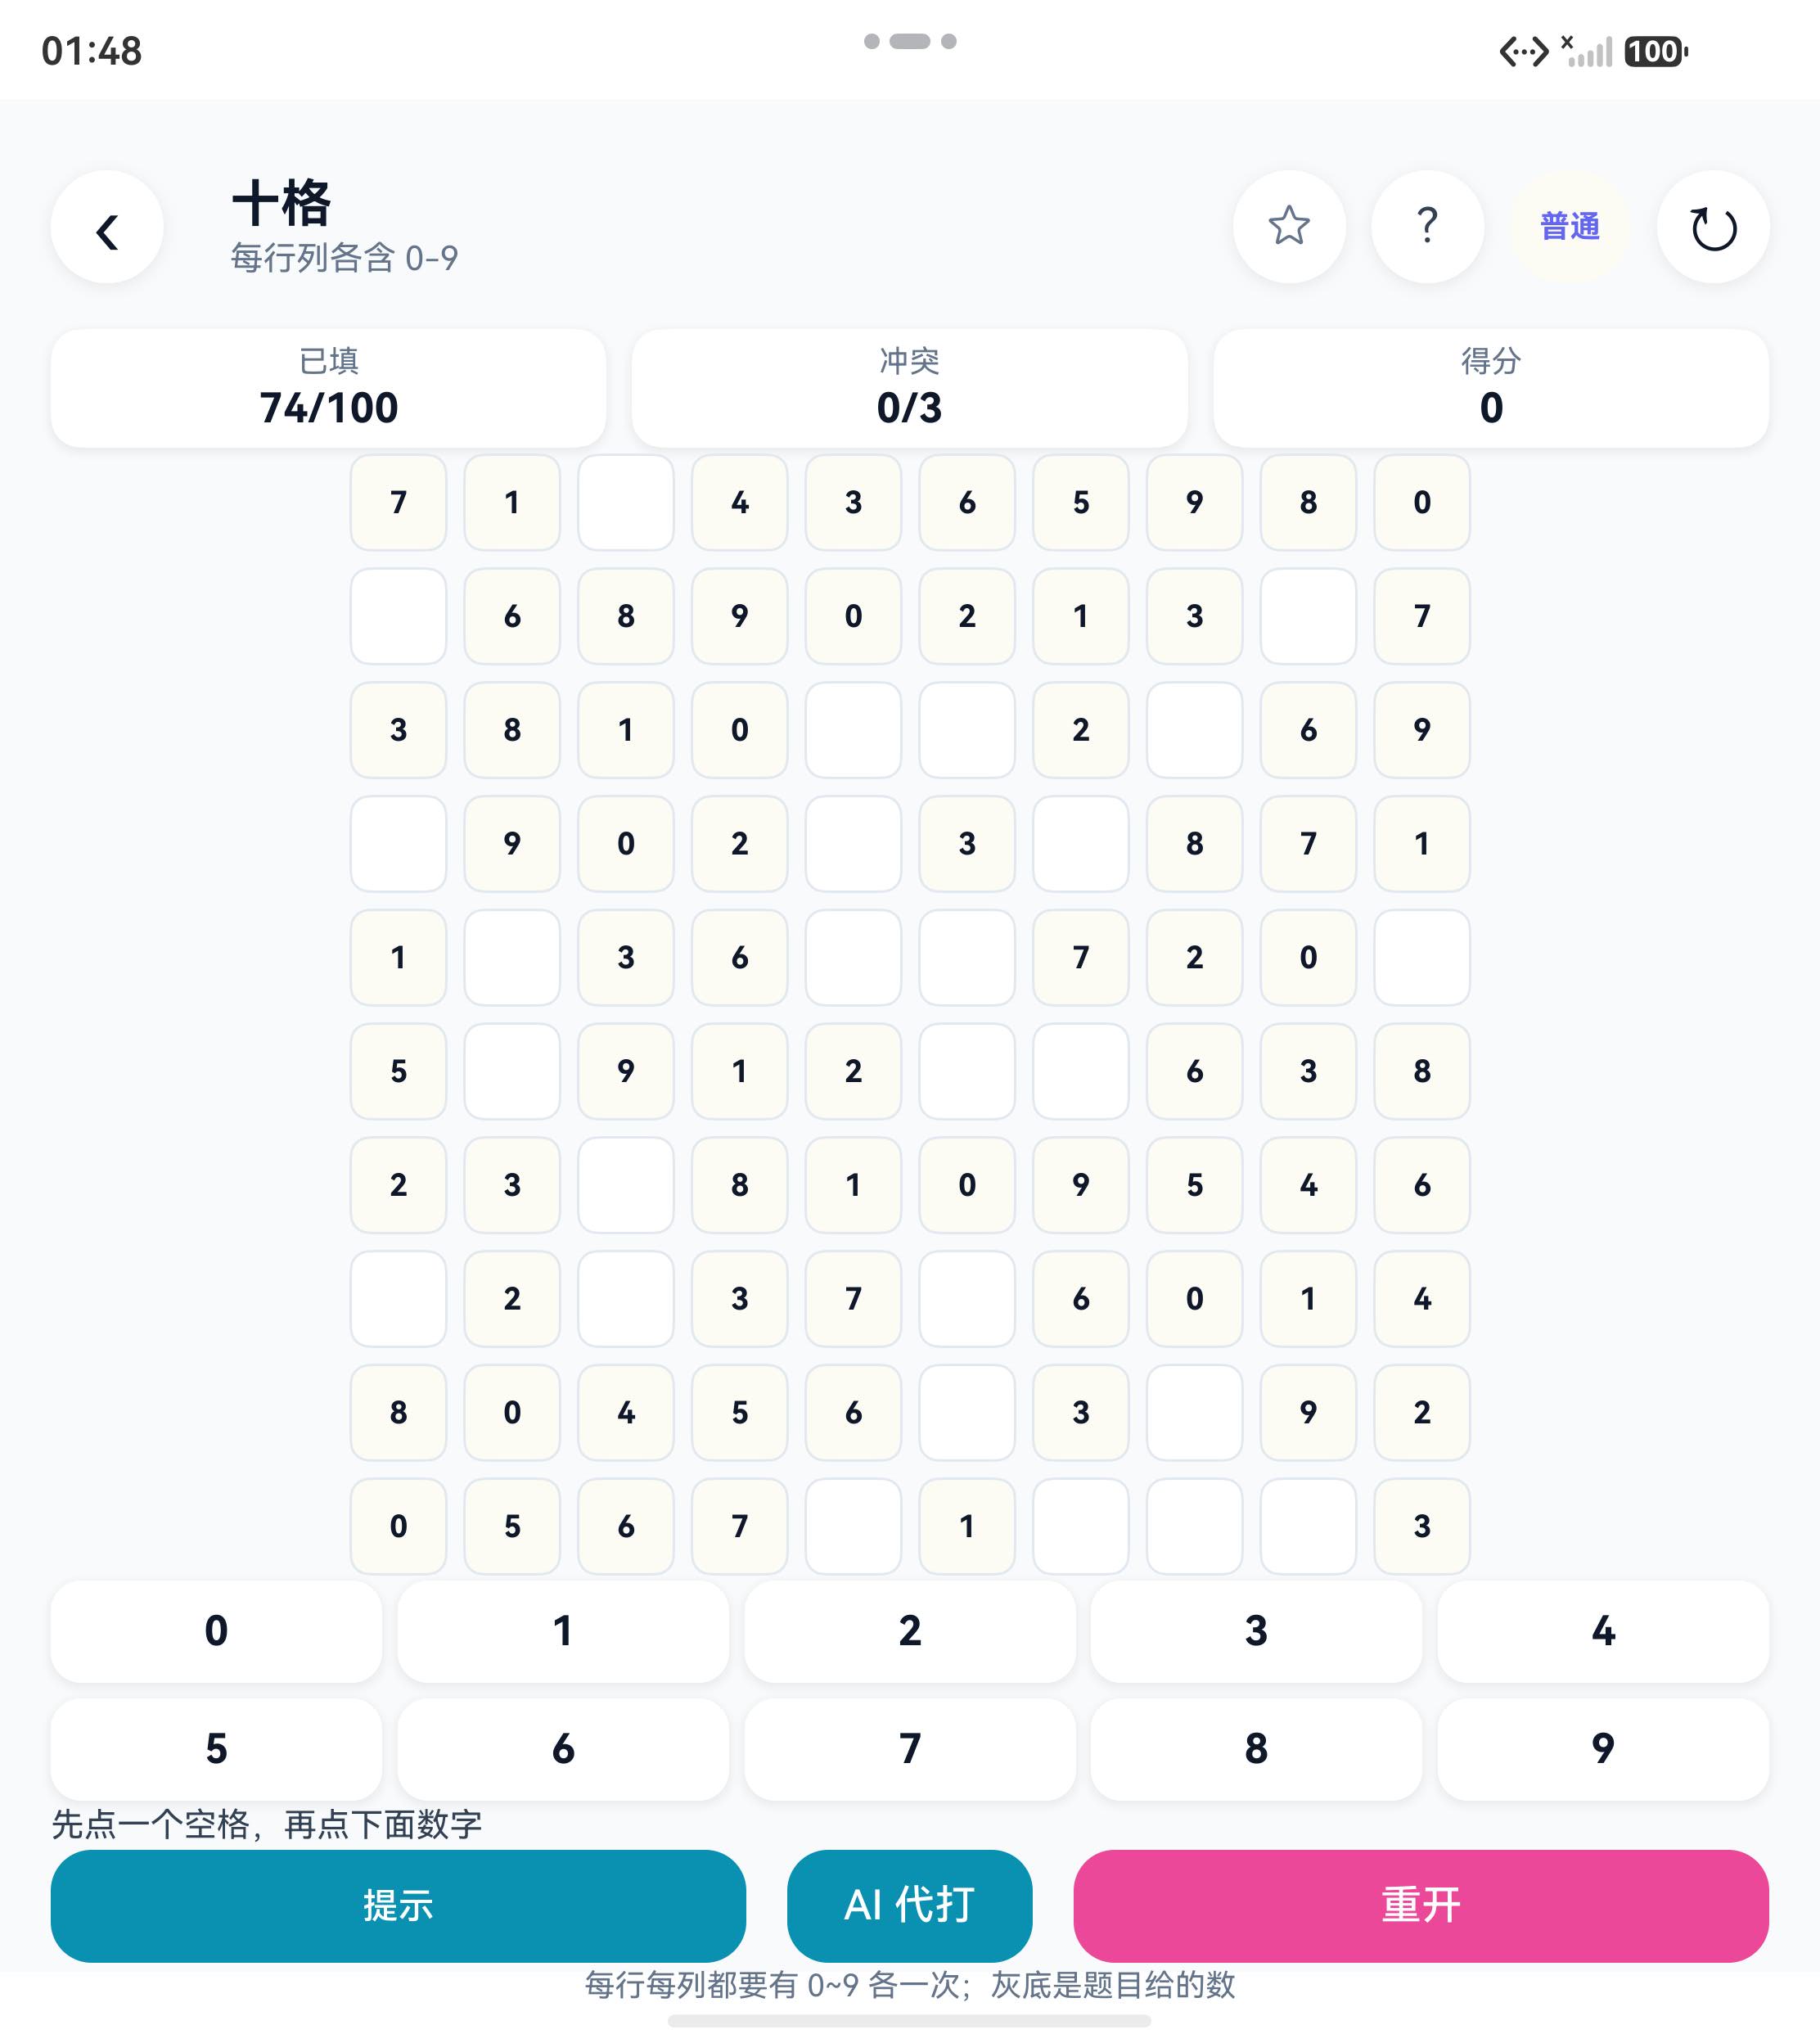 01:48
100
十格
每行列各含 0-9
?
普通
已填
74/100
冲突
0/3
得分
0
7 1 4 3 6 5 9 8 0
6 8 9 0 2 1 3 7
3 8 1 0 2 6 9
9 0 2 3 8 7 1
1 3 6 7 2 0
5 9 1 2 6 3 8
2 3 8 1 0 9 5 4 6
2 3 7 6 0 1 4
8 0 4 5 6 3 9 2
0 5 6 7 1 3
0 1 2 3 4
5 6 7 8 9
先点一个空格，再点下面数字
提示
AI 代打
重开
每行每列都要有 0~9 各一次；灰底是题目给的数